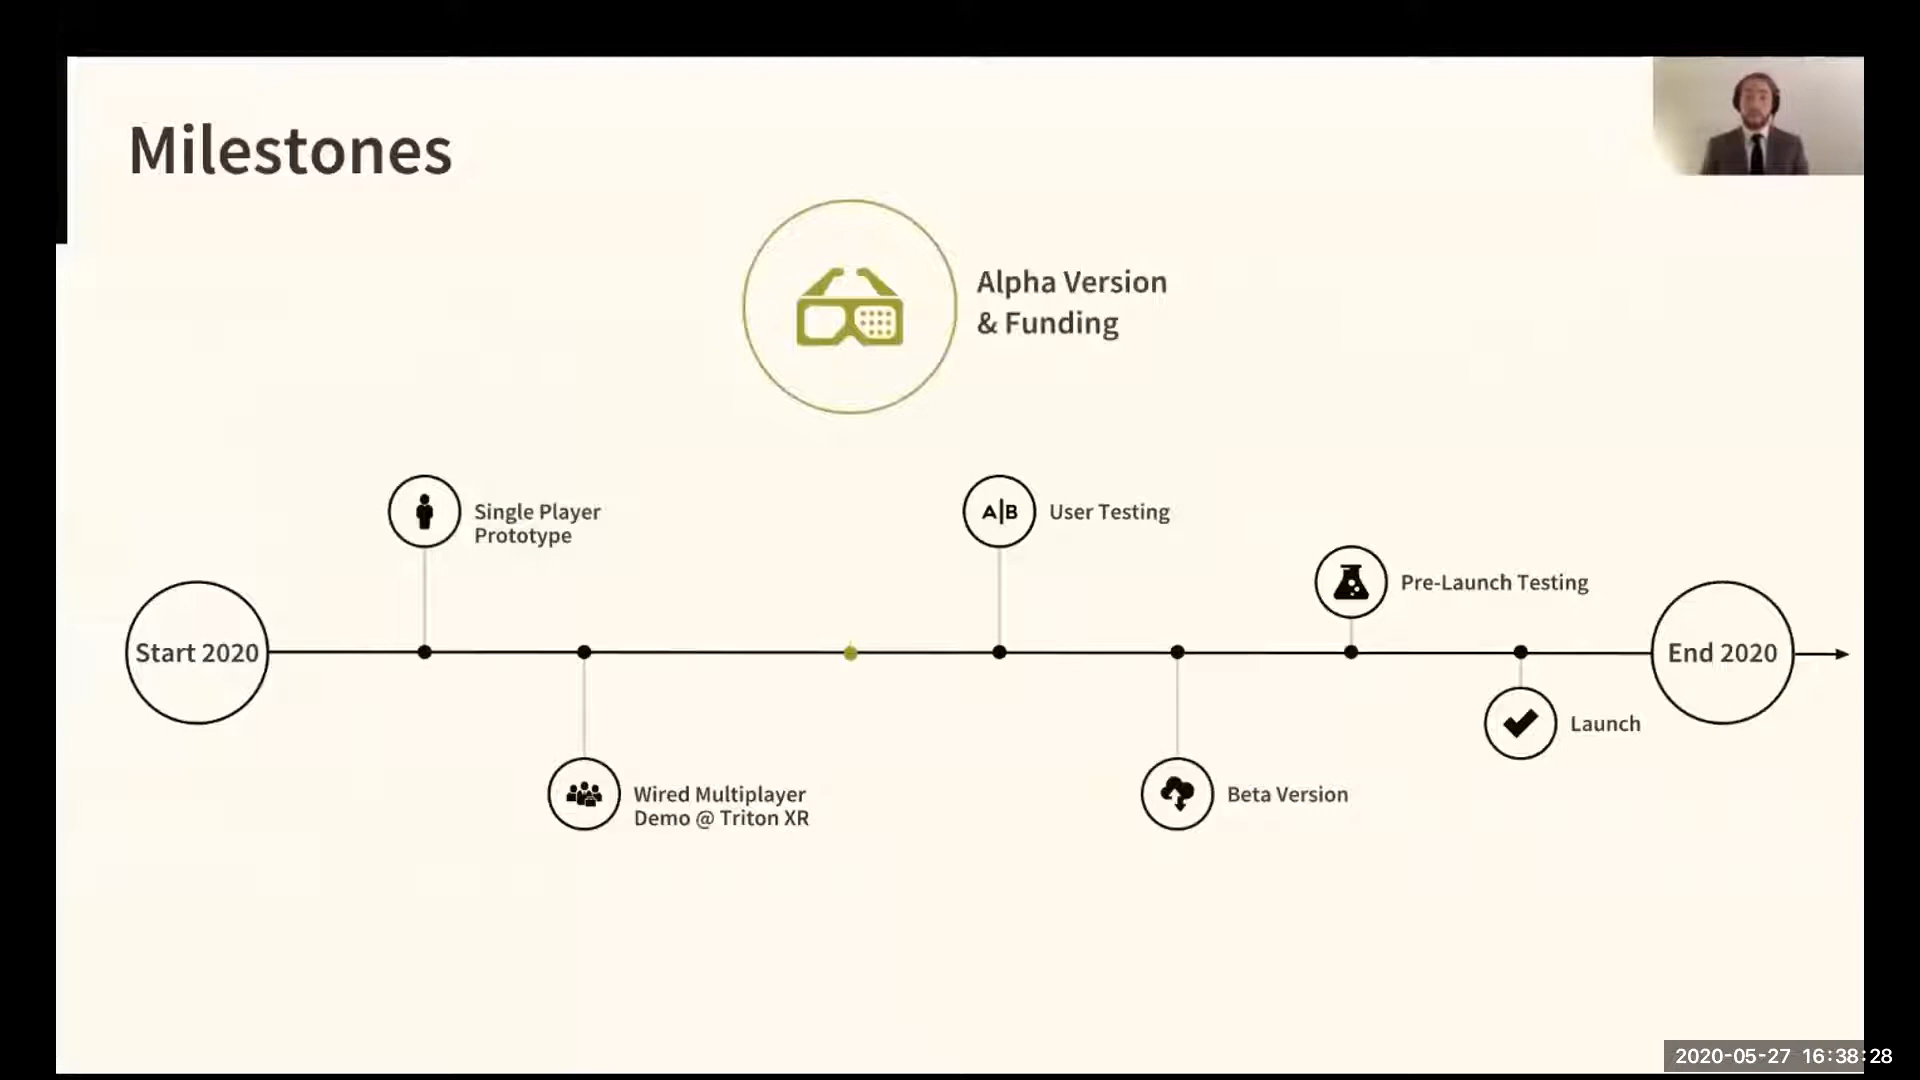 Milestones
Alpha Version
& Funding
Single Player
Prototype
A|B
User Testing
Pre-Launch Testing
Start 2020
End 2020
Launch
Wired Multiplayer
Demo @ Triton XR
Beta Version
2020-05-27 16:38:28